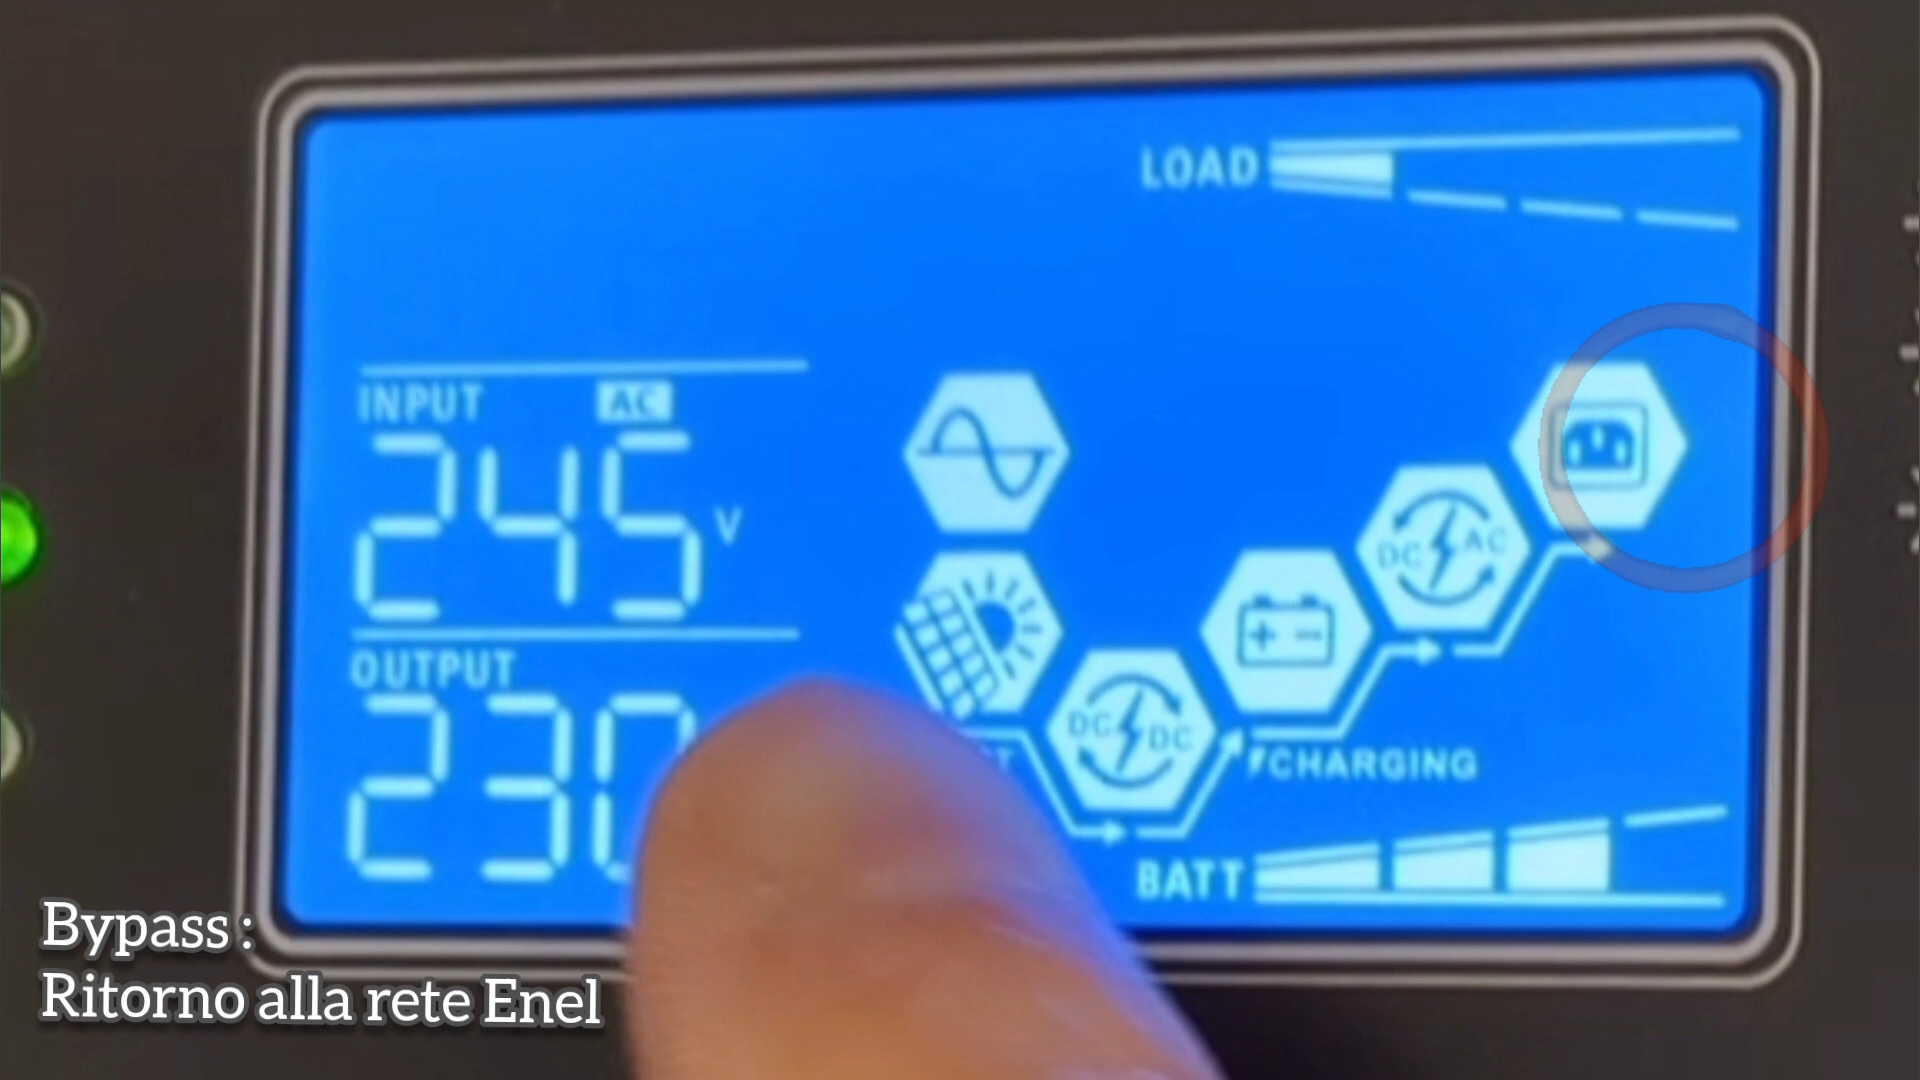 LOAD
INPUT AC
245 V
OUTPUT
230
DC AC
DC DC
CHARGING
BATT
Bypass :
Ritorno alla rete Enel